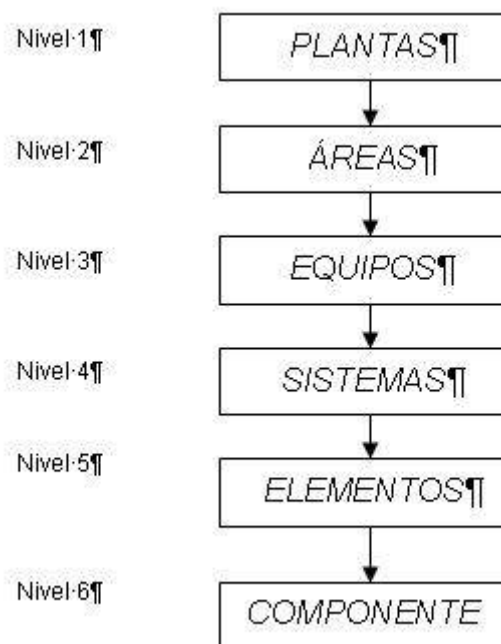 Nivel·1¶
PLANTAS¶
Nivel·2¶
ÁREAS¶
Nivel·3¶
EQUIPOS¶
Nivel·4¶
SISTEMAS¶
Nivel·5¶
ELEMENTOS¶
Nivel·6¶
COMPONENTE